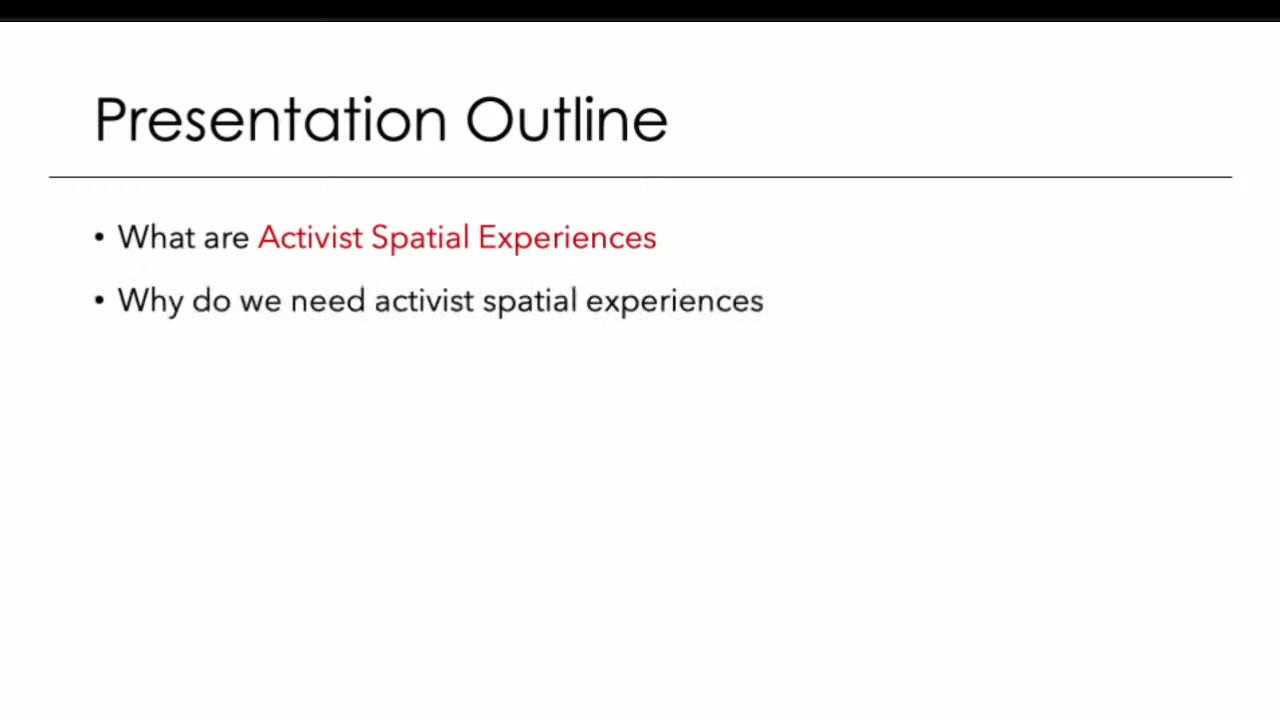 Presentation Outline
• What are Activist Spatial Experiences
• Why do we need activist spatial experiences